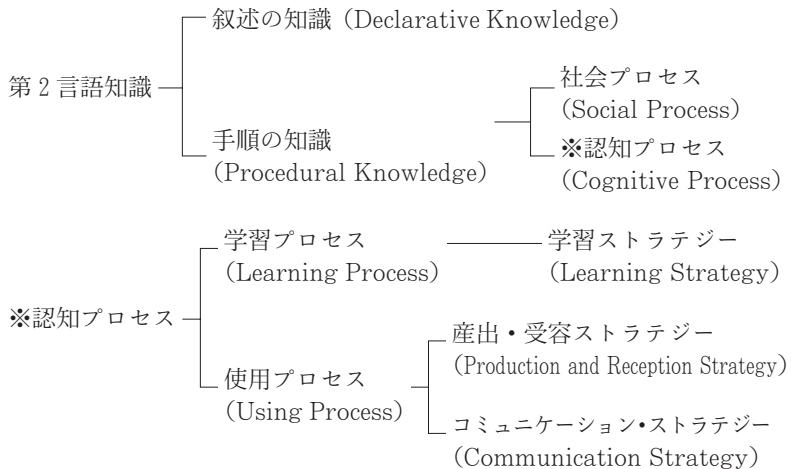 叙述の知識（Declarative Knowledge）
第２言語知識
社会プロセス
（Social Process）
手順の知識
（Procedural Knowledge）
※認知プロセス
（Cognitive Process）
学習プロセス
（Learning Process）
学習ストラテジー
（Learning Strategy）
※認知プロセス
産出・受容ストラテジー
（Production and Reception Strategy）
使用プロセス
（Using Process）
コミュニケーション・ストラテジー
（Communication Strategy）